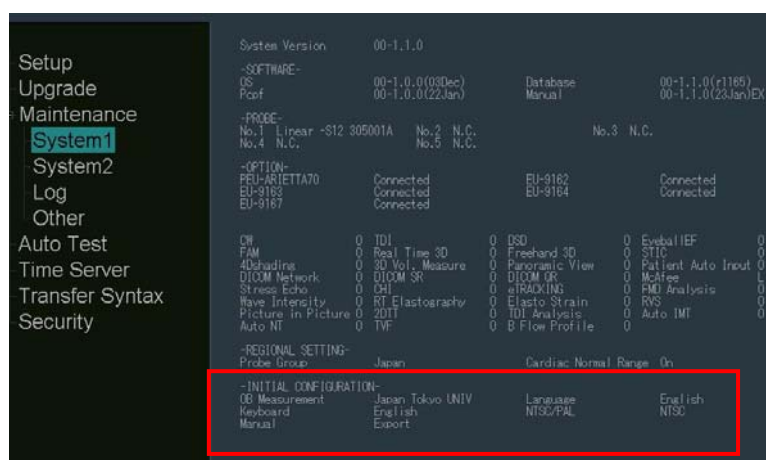 Setup
Upgrade
Maintenance
System1
System2
Log
Other
Auto Test
Time Server
Transfer Syntax
Security
System Version 00-1.1.0
-SOFTWARE-
OS 00-1.0.0(03Dec) Database 00-1.1.0(r1165)
Pcpf 00-1.0.0(22Jan) Manual 00-1.1.0(23Jan)EX
-PROBE-
No.1 Linear -S12 305001A No.2 N.C. No.3 N.C.
No.4 N.C. No.5 N.C.
-OPTION-
PEU-ARIETTA70 Connected EU-9162 Connected
EU-9163 Connected EU-9164 Connected
EU-9167 Connected
CW 0 TDI 0 DSD 0 EyeballEF 0
FAM 0 Real Time 3D 0 Freehand 3D 0 STIC 0
4Dshading 0 3D Vol. Measure 0 Panoramic View 0 Patient Auto Input 0
DICOM Network 0 DICOM SR 0 DICOM QR 0 McAfee 0
Stress Echo 0 CHI 0 eTRACKING 0 FMD Analysis 0
Wave Intensity 0 RT Elastography 0 Elasto Strain 0 RVS 0
Picture in Picture 0 2DTT 0 TDI Analysis 0 Auto IMT 0
Auto NT 0 TVF 0 B Flow Profile 0
-REGIONAL SETTING-
Probe Group Japan Cardiac Normal Range On
-INITIAL CONFIGURATION-
OB Measurement Japan Tokyo UNIV Language English
Keyboard English NTSC/PAL NTSC
Manual Export